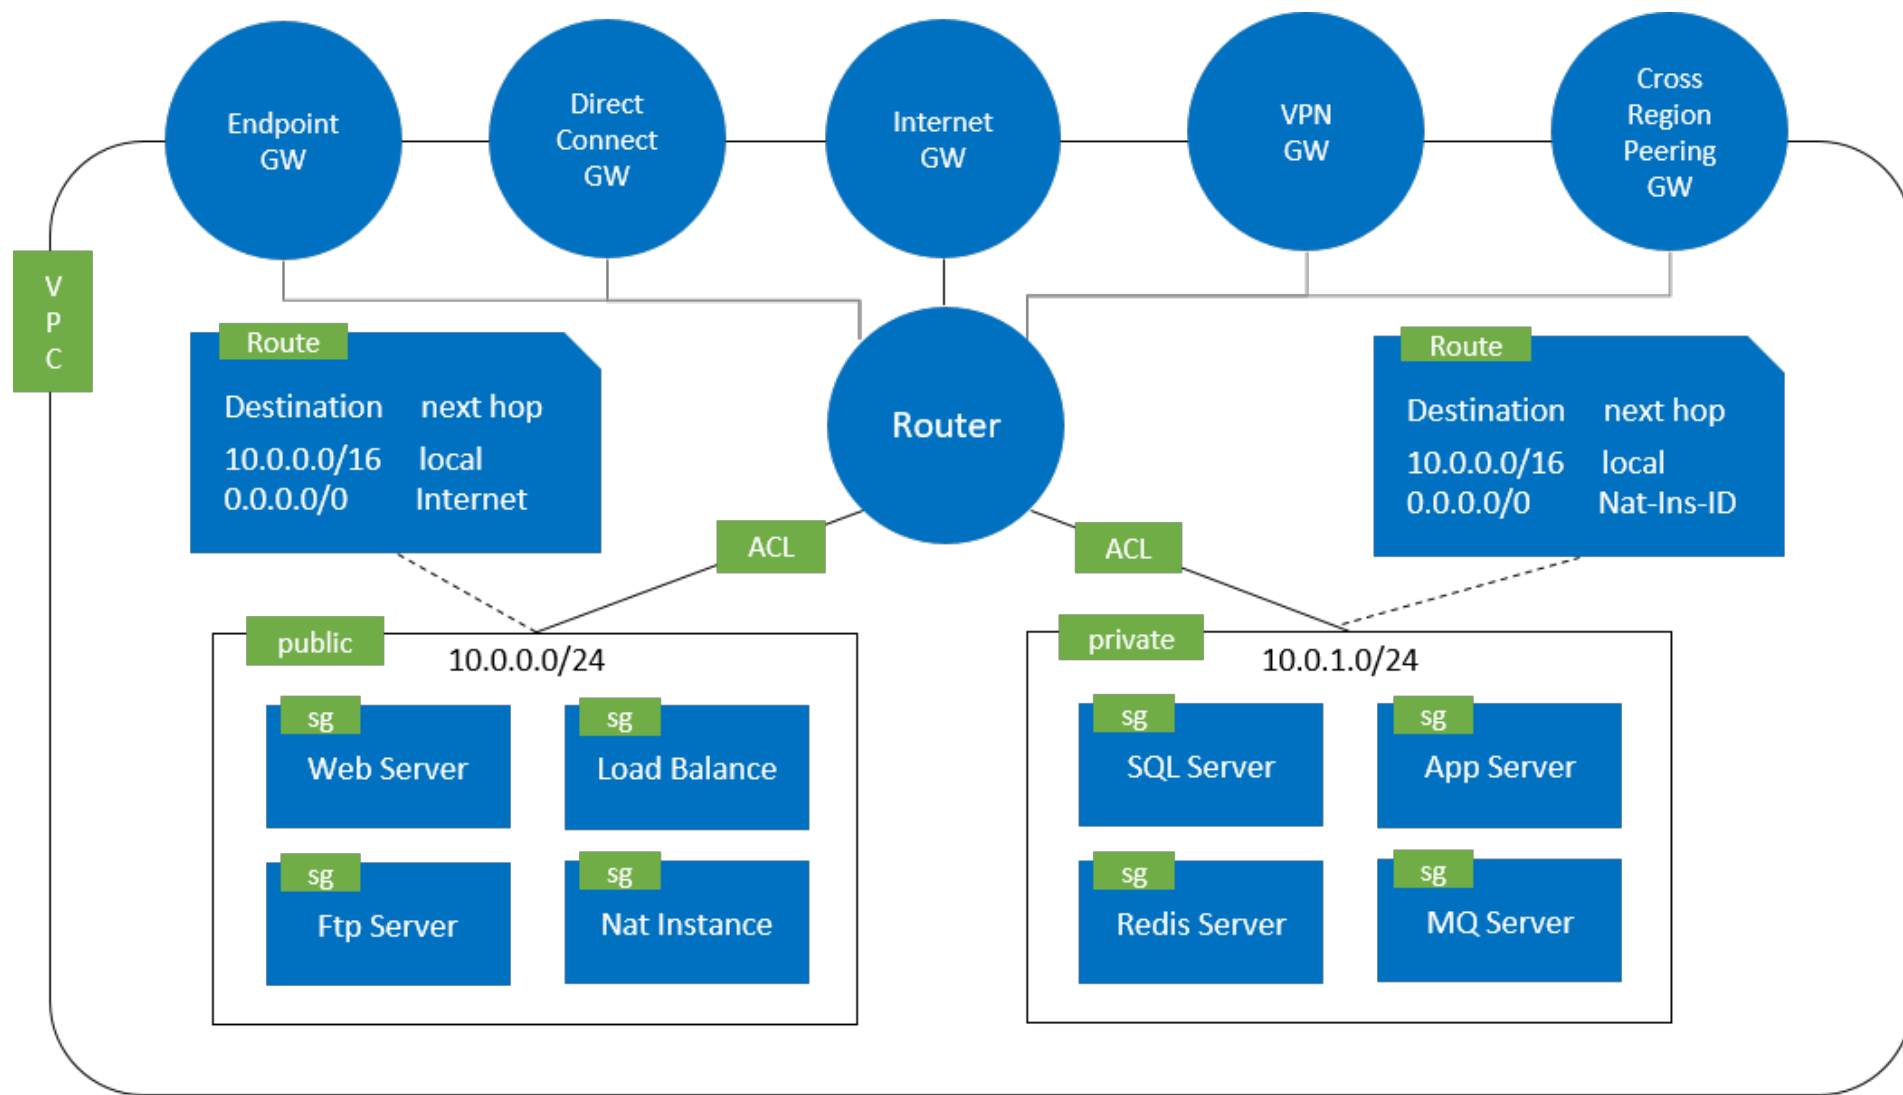 Endpoint
GW
Direct
Connect
GW
Internet
GW
VPN
GW
Cross
Region
Peering
GW
V
P
C
Route
Destination next hop
10.0.0.0/16 local
0.0.0.0/0 Internet
Router
Route
Destination next hop
10.0.0.0/16 local
0.0.0.0/0 Nat-Ins-ID
ACL
ACL
public
10.0.0.0/24
sg
Web Server
sg
Load Balance
sg
Ftp Server
sg
Nat Instance
private
10.0.1.0/24
sg
SQL Server
sg
App Server
sg
Redis Server
sg
MQ Server